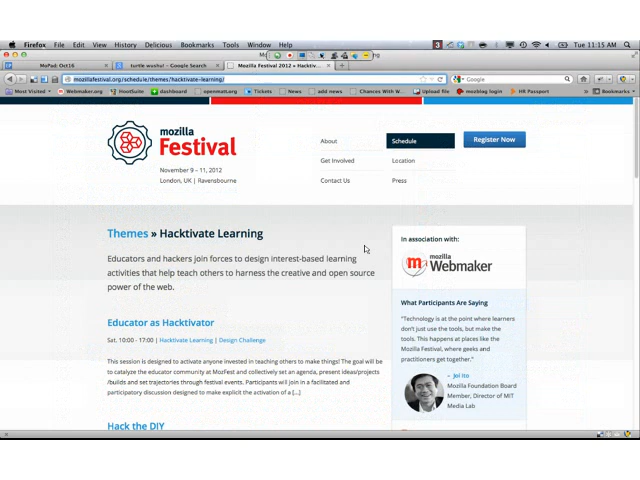 Firefox File Edit View History Bookmarks Develop Tools Window Help
Tue 11:15 AM
MoPad: Oct16
turtle wushu! – Google Search
Mozilla Festival 2012 » Hacktiv...
mozillafestival.org/schedule/themes/hacktivate-learning/
Google
Most Visited Webmaker.org HootSuite dashboard openmatt.org Tickets News add news Chances With W... Upload file mozblog login HR Passport Bookmarks
mozilla
Festival
November 9 – 11, 2012
London, UK | Ravensbourne
About
Schedule
Register Now
Get Involved
Location
Contact Us
Press
Themes » Hacktivate Learning
Educators and hackers join forces to design interest-based learning
activities that help teach others to harness the creative and open source
power of the web.
Educator as Hacktivator
Sat, 10:00 - 17:00 | Hacktivate Learning | Design Challenge
This session is designed to activate anyone invested in teaching others to make things! The goal will be
to catalyze the educator community at MozFest and collectively set an agenda, present ideas/projects
/builds and set trajectories through festival events. Participants will join in a facilitated and
participatory discussion designed to make explicit the activation of a [...]
Hack the DIY
In association with:
m
mozilla
Webmaker
What Participants Are Saying
"Technology is at the point where learners
don't just use the tools, but make the
tools. This happens at places like the
Mozilla Festival, where geeks and
practitioners get together."
– Joi Ito
Mozilla Foundation Board
Member, Director of MIT
Media Lab